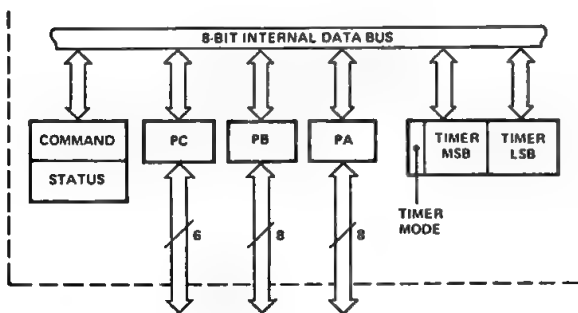 8-BIT INTERNAL DATA BUS
COMMAND
STATUS
PC
PB
PA
TIMER
MSB
TIMER
LSB
TIMER
MODE
6
8
8